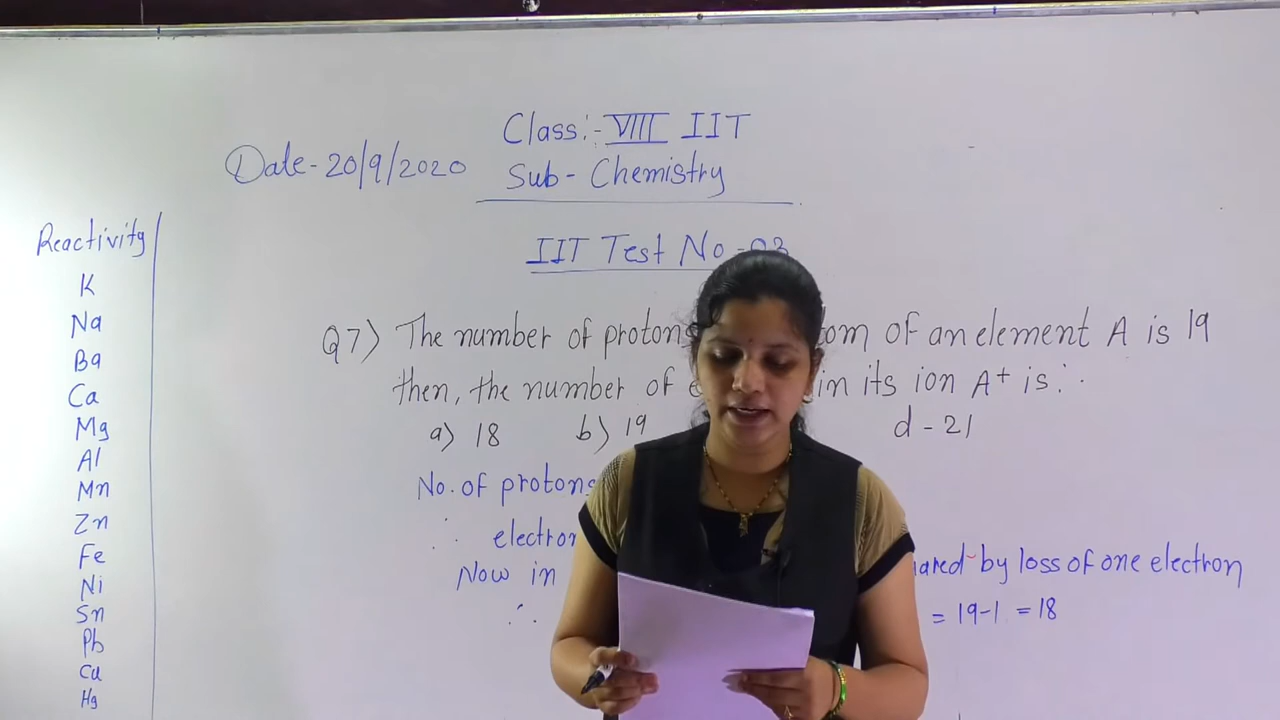 Class:- VIII IIT
Date-20/9/2020
Sub- Chemistry
IIT Test No -03
Reactivity
K
Na
Ba
Ca
Mg
Al
Mn
Zn
Fe
Ni
Sn
Pb
Cu
Hg
Q7) The number of protons of an element A is 19
then, the number of in its ion A+ is:
a) 18 b) 19 d - 21
No. of protons
Now in by loss of one electron
= 19-1 = 18